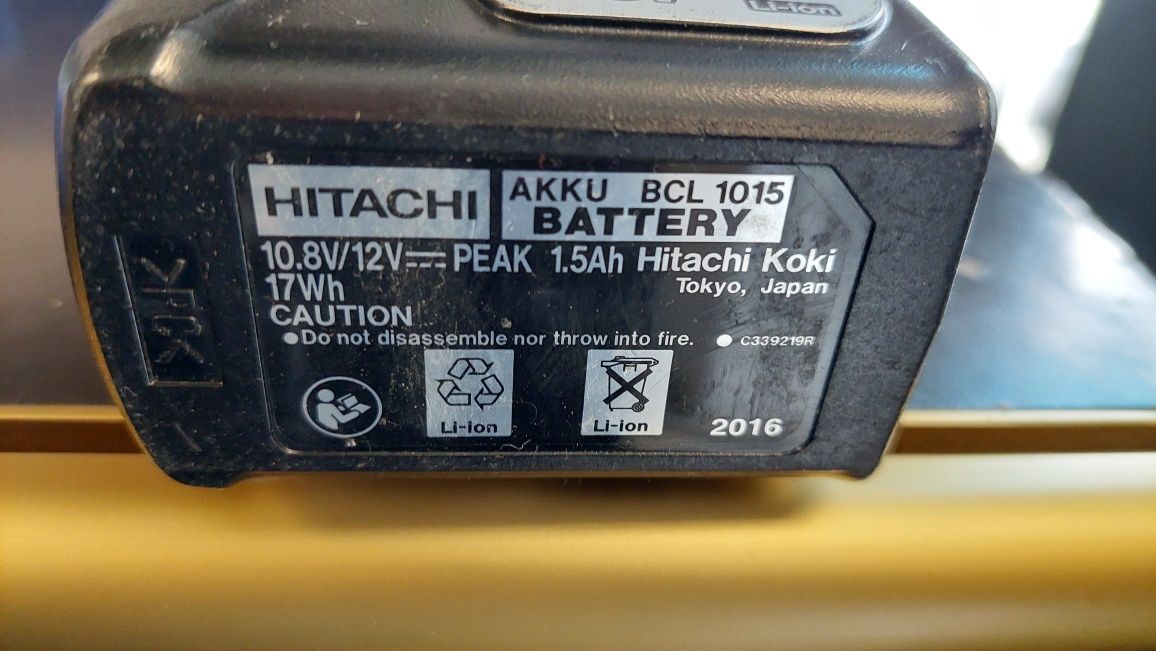 Li-ion
HITACHI
AKKU BCL 1015
BATTERY
10.8V/12V⎓PEAK 1.5Ah Hitachi Koki
17Wh Tokyo, Japan
CAUTION
●Do not disassemble nor throw into fire. ● C339219R
Li-ion Li-ion
2016